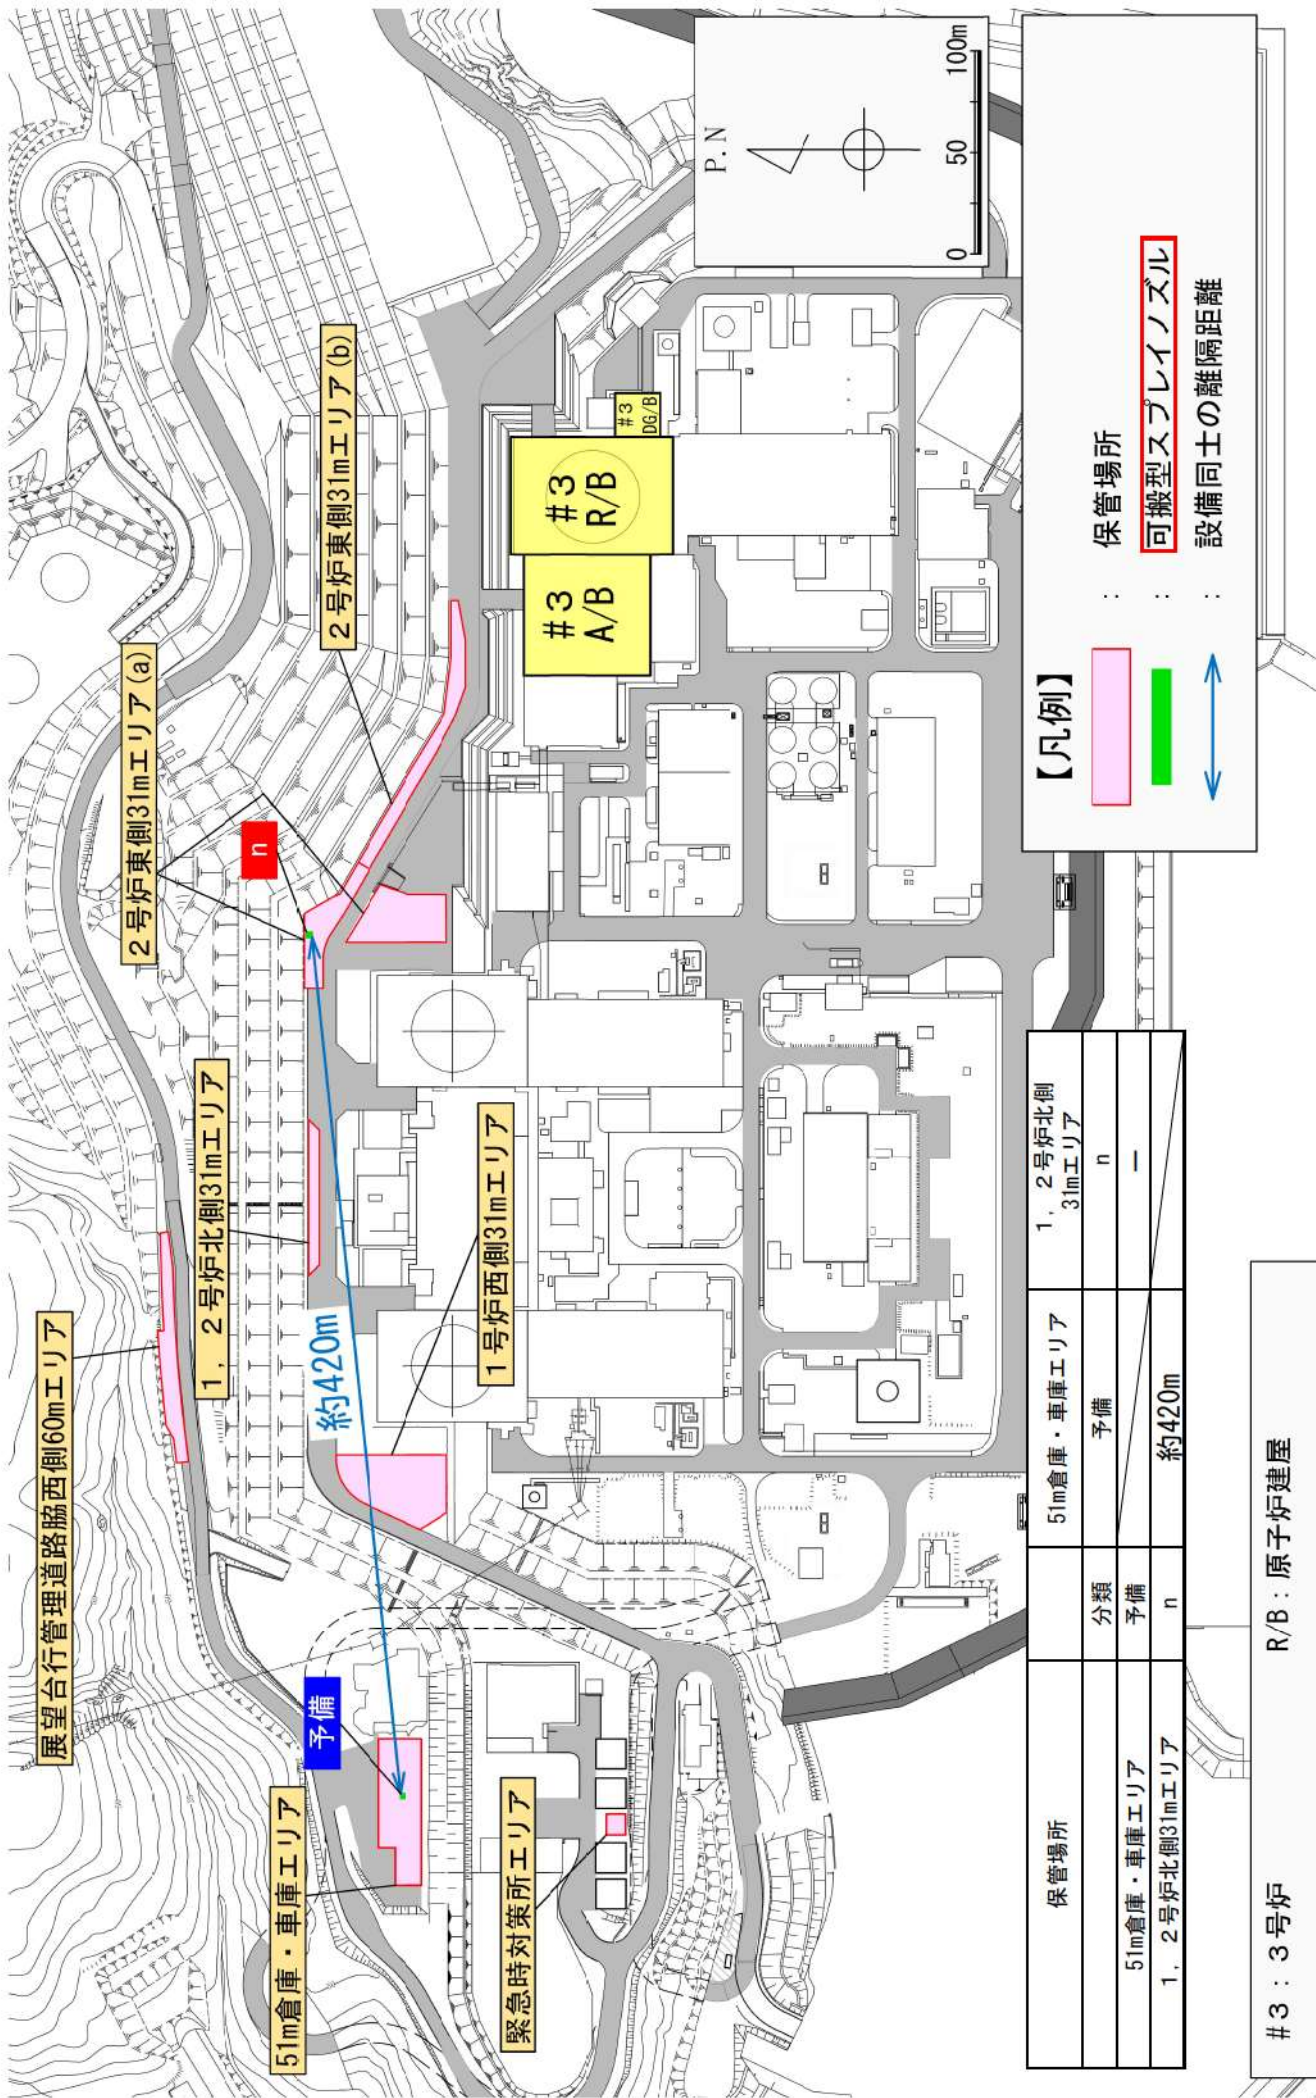 展望台行管理道路脇西側60mエリア
2号炉東側31mエリア(a)
1,2号炉北側31mエリア
51m倉庫・車庫エリア
予備
n
約420m
2号炉東側31mエリア(b)
1号炉西側31mエリア
緊急時対策所エリア
#3
A/B
#3
R/B
#3
DG/B
P.N
0 50 100m
【凡例】
: 保管場所
: 可搬型スプレイノズル
: 設備同士の離隔距離
保管場所 51m倉庫・車庫エリア 1,2号炉北側
31mエリア
分類 予備 n
51m倉庫・車庫エリア 予備 ―
1,2号炉北側31mエリア n 約420m
#3:3号炉 R/B:原子炉建屋